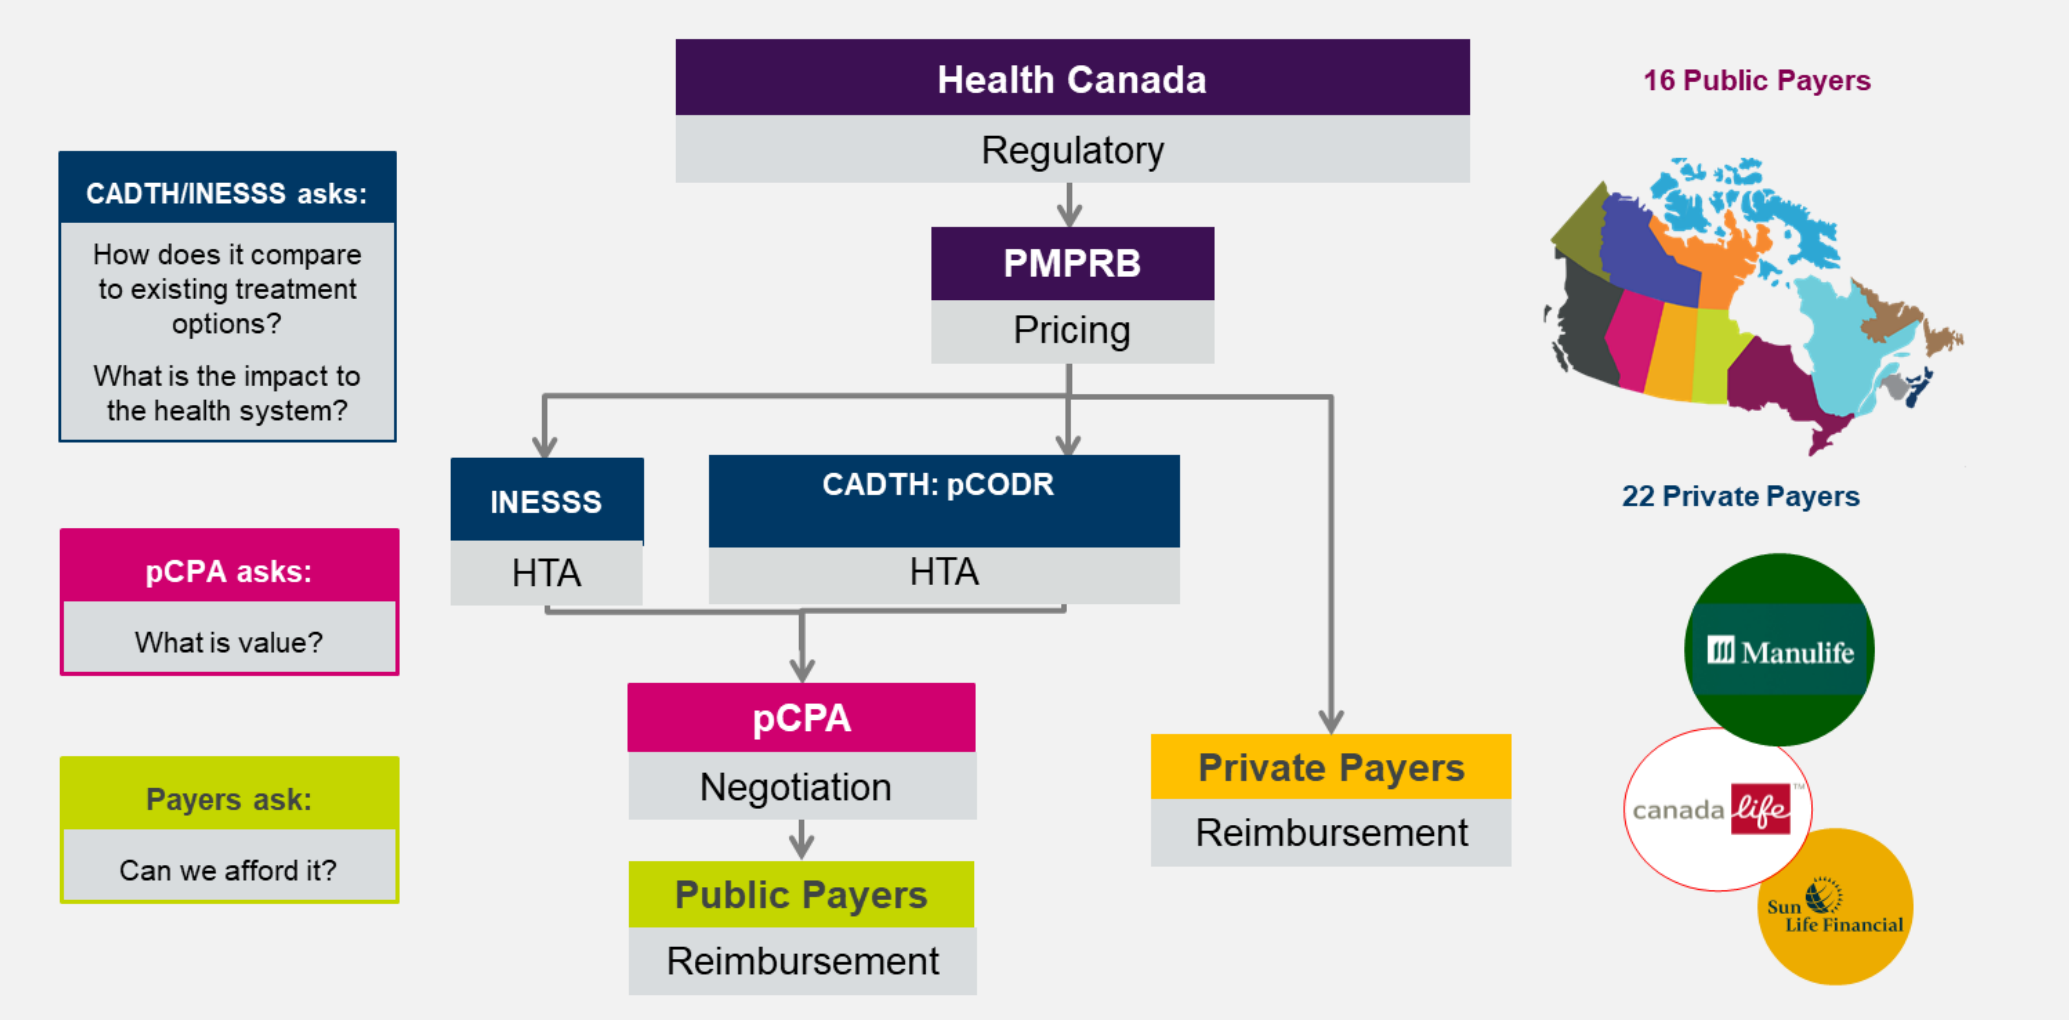 Health Canada
Regulatory
16 Public Payers
CADTH/INESSS asks:
How does it compare
to existing treatment
options?
What is the impact to
the health system?
PMPRB
Pricing
INESSS
HTA
CADTH: pCODR
HTA
22 Private Payers
pCPA asks:
What is value?
Manulife
pCPA
Negotiation
Private Payers
Reimbursement
canada life™
Payers ask:
Can we afford it?
Public Payers
Reimbursement
Sun
Life Financial